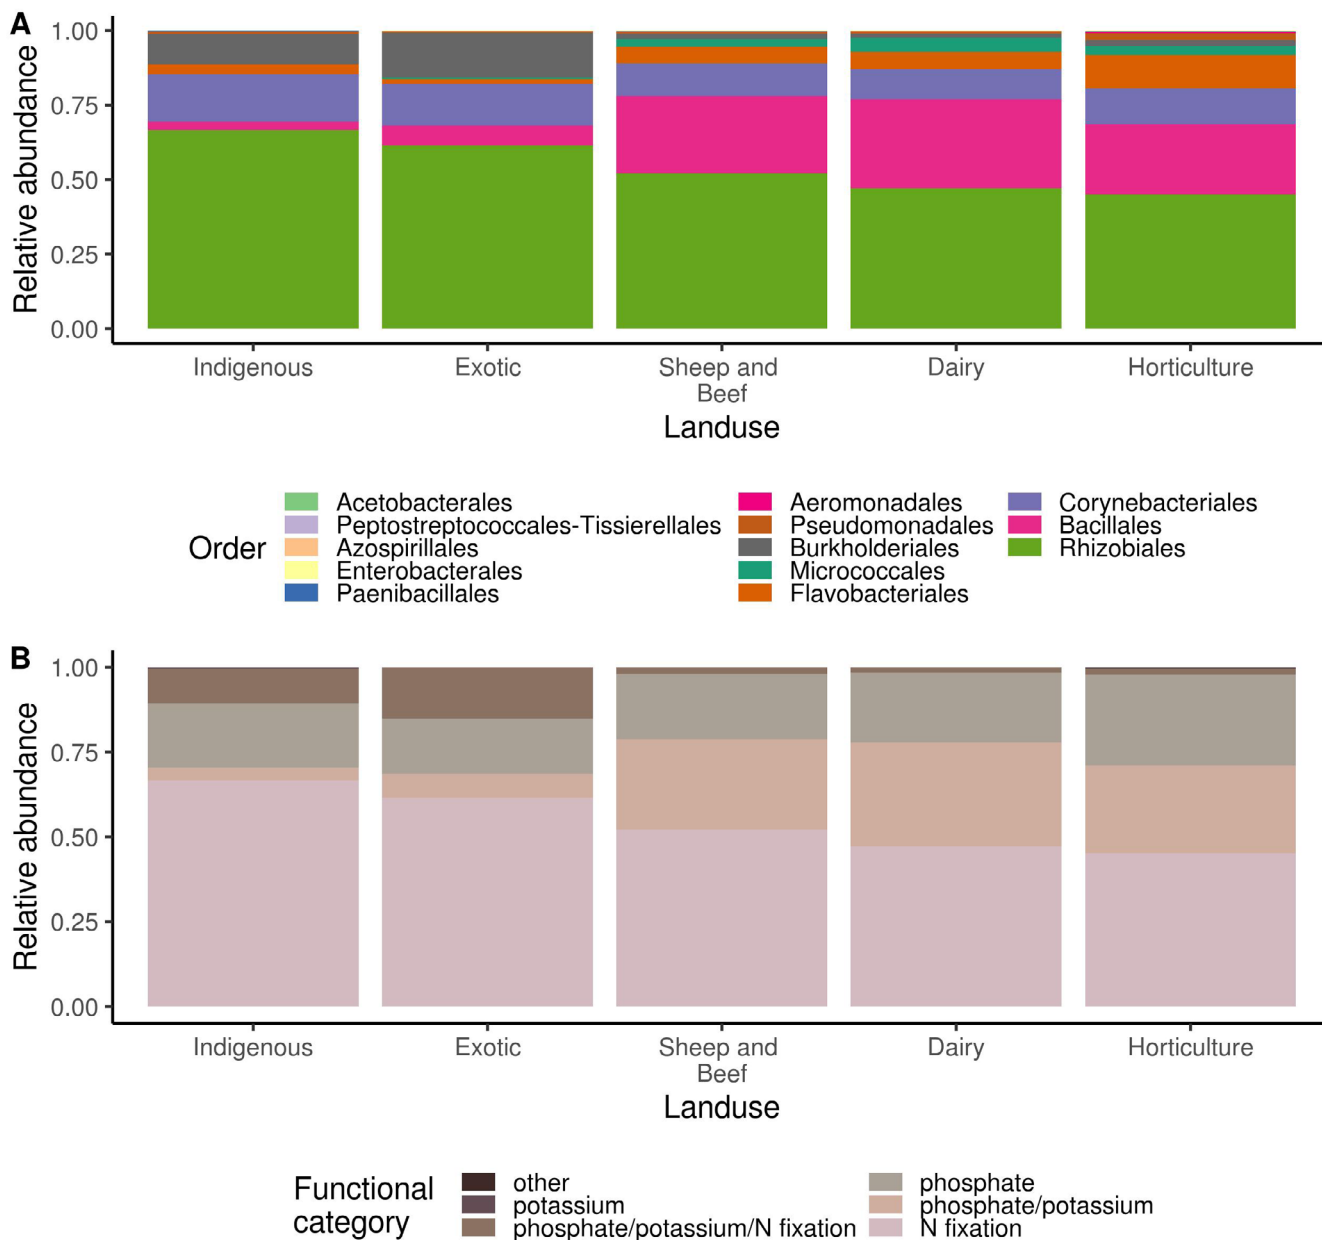 A
1.00
0.75
0.50
0.25
0.00
Relative abundance
Indigenous Exotic Sheep and Dairy Horticulture
Beef
Landuse
Order
Acetobacterales Aeromonadales Corynebacteriales
Peptostreptococcales-Tissierellales Pseudomonadales Bacillales
Azospirillales Burkholderiales Rhizobiales
Enterobacterales Micrococcales
Paenibacillales Flavobacteriales
B
1.00
0.75
0.50
0.25
0.00
Relative abundance
Indigenous Exotic Sheep and Dairy Horticulture
Beef
Landuse
Functional
category
other phosphate
potassium phosphate/potassium
phosphate/potassium/N fixation N fixation